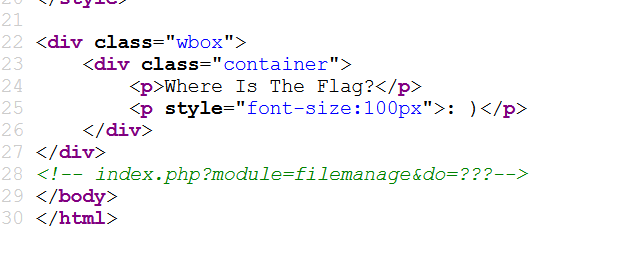 20 </style>
21
22 <div class="wbox">
23 <div class="container">
24 <p>Where Is The Flag?</p>
25 <p style="font-size:100px">: )</p>
26 </div>
27 </div>
28 <!-- index.php?module=filemanage&do=???-->
29 </body>
30 </html>